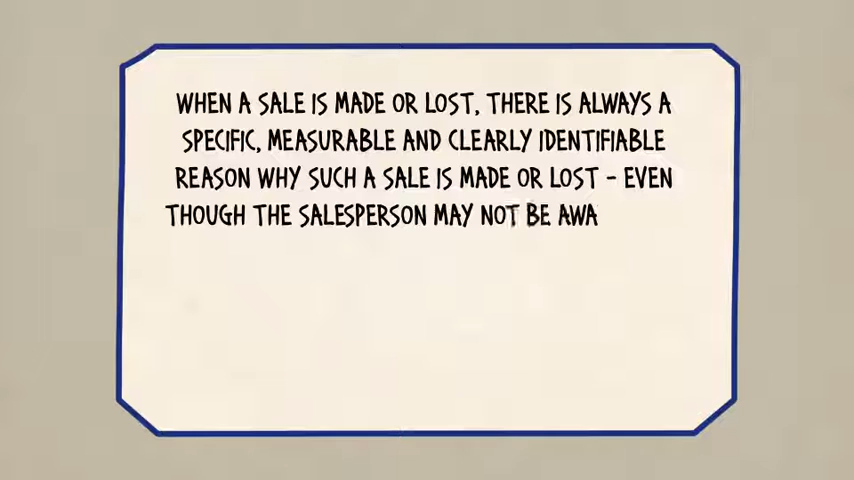 WHEN A SALE IS MADE OR LOST, THERE IS ALWAYS A
SPECIFIC, MEASURABLE AND CLEARLY IDENTIFIABLE
REASON WHY SUCH A SALE IS MADE OR LOST - EVEN
THOUGH THE SALESPERSON MAY NOT BE AWA